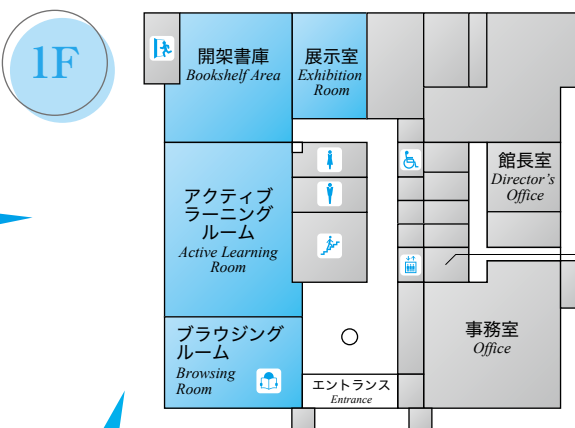 1F
開架書庫
Bookshelf Area
展示室
Exhibition
Room
館長室
Director's
Office
アクティブ
ラーニング
ルーム
Active Learning
Room
ブラウジング
ルーム
Browsing
Room
事務室
Office
エントランス
Entrance